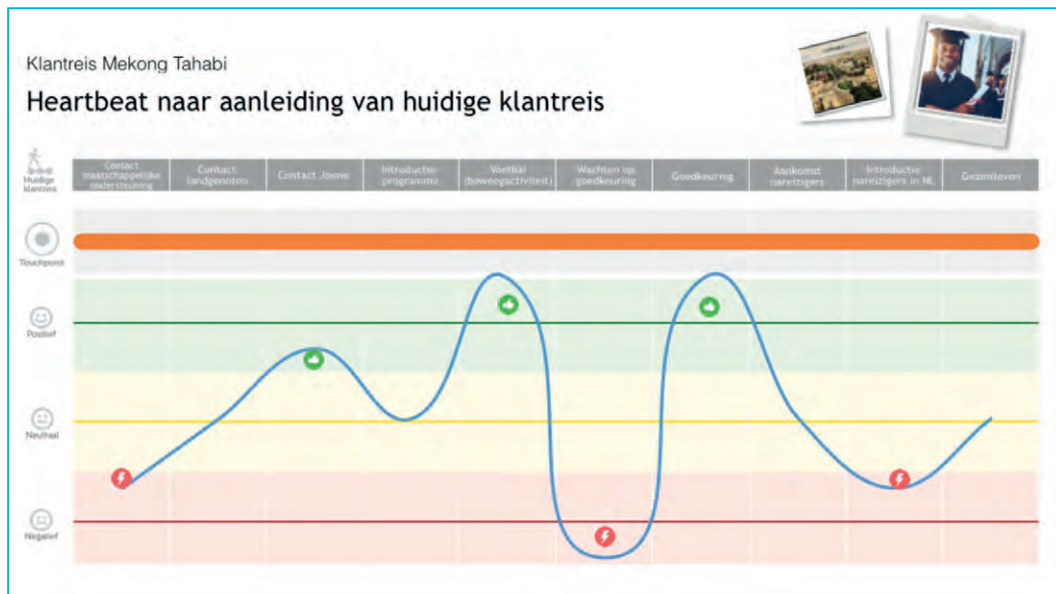 Klantreis Mekong Tahabi
Heartbeat naar aanleiding van huidige klantreis
Huidige
klantreis
Contact
maatschappelijke
ondersteuning
Contact
landgenoten
Contact Jonne
Introductie
programma
Voetbal
(beweegactiviteit)
Wachten op
goedkeuring
Goedkeuring
Aankomst
nareizigers
Introductie
nareizigers in NL
Gezinsleven
Touchpoint
Positief
Neutraal
Negatief